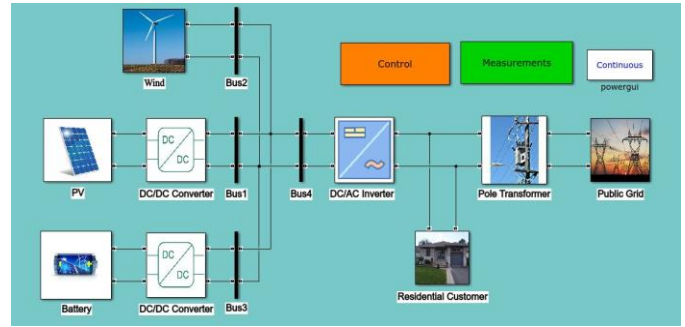 Wind
Bus2
Control
Measurements
Continuous
powergui
DC
DC
PV
DC/DC Converter
Bus1
Bus4
DC/AC Inverter
Pole Transformer
Public Grid
DC
DC
Battery
DC/DC Converter
Bus3
Residential Customer